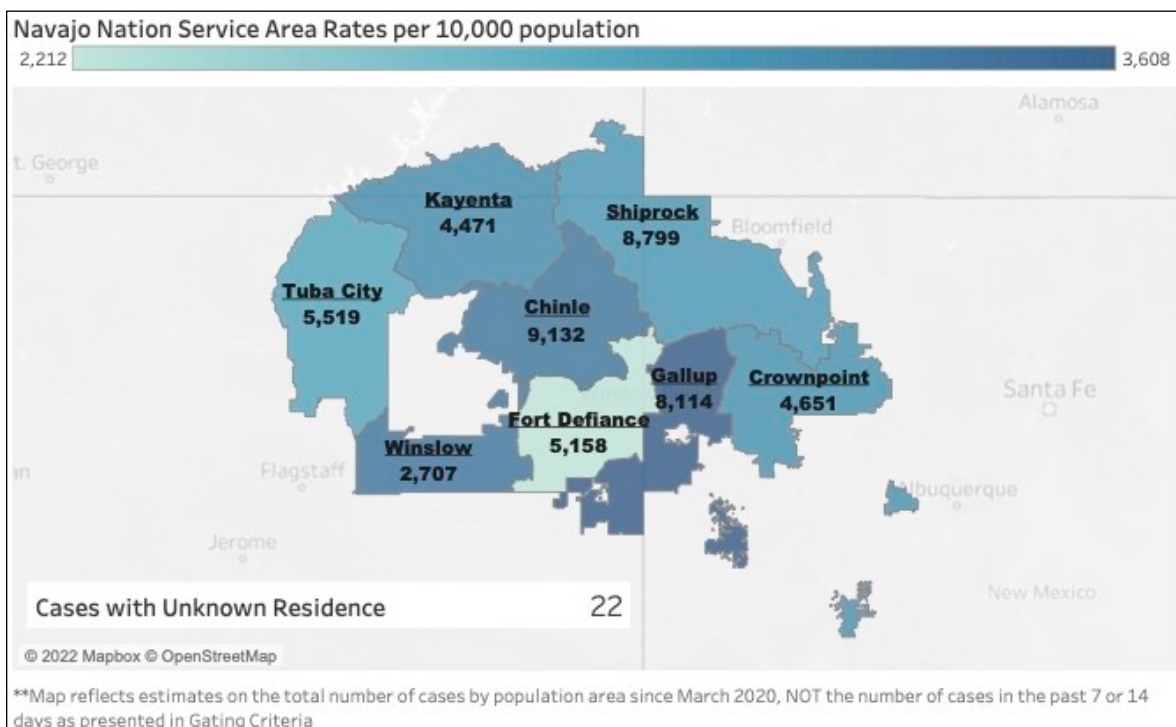 Navajo Nation Service Area Rates per 10,000 population
2,212
3,608
Alamosa
t. George
Kayenta
4,471
Shiprock
8,799
Bloomfield
Tuba City
5,519
Chinle
9,132
Gallup
8,114
Crownpoint
4,651
Santa Fe
Fort Defiance
5,158
Winslow
2,707
an
Flagstaff
Albuquerque
Jerome
New Mexico
Cases with Unknown Residence 22
© 2022 Mapbox © OpenStreetMap
**Map reflects estimates on the total number of cases by population area since March 2020, NOT the number of cases in the past 7 or 14
days as presented in Gating Criteria